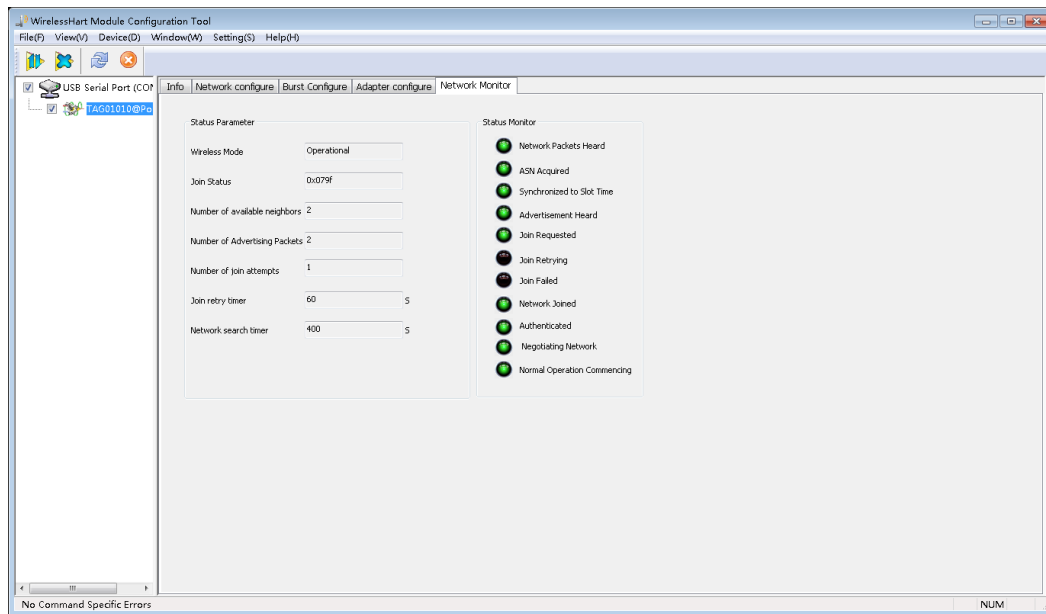 WirelessHart Module Configuration Tool
File(F) View(V) Device(D) Window(W) Setting(S) Help(H)
USB Serial Port (COM
TAG01010@Po
Info Network configure Burst Configure Adapter configure Network Monitor
Status Parameter
Wireless Mode Operational
Join Status 0x079f
Number of available neighbors 2
Number of Advertising Packets 2
Number of join attempts 1
Join retry timer 60 S
Network search timer 400 S
Status Monitor
Network Packets Heard
ASN Acquired
Synchronized to Slot Time
Advertisement Heard
Join Requested
Join Retrying
Join Failed
Network Joined
Authenticated
Negotiating Network
Normal Operation Commencing
No Command Specific Errors NUM